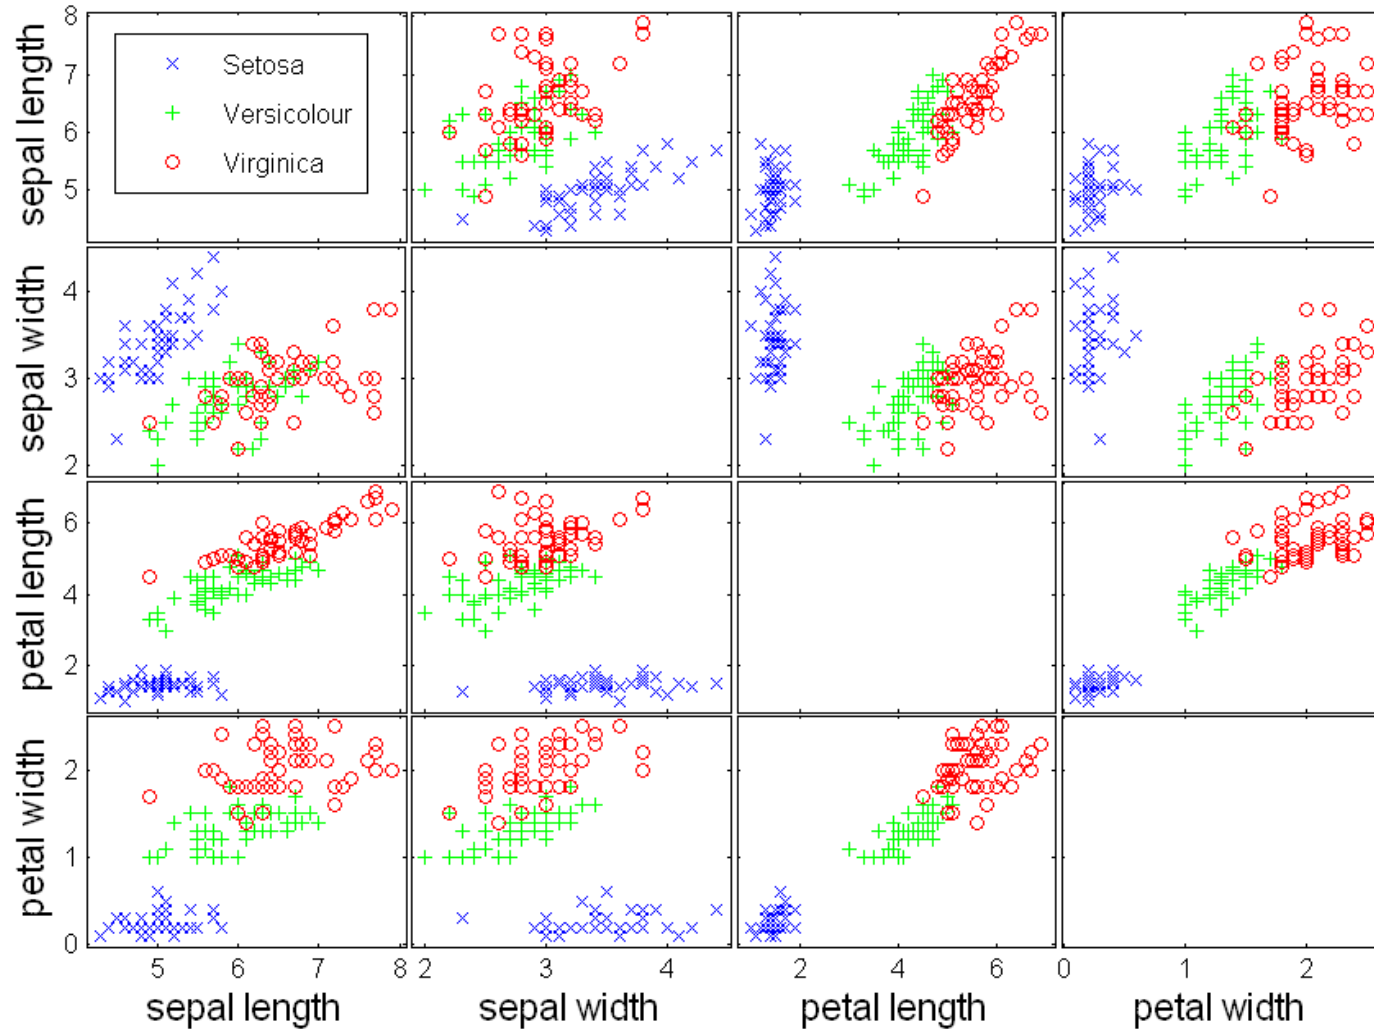 8
7
6
5
sepal length
Setosa
Versicolour
Virginica
4
3
2
sepal width
6
4
2
petal length
2
1
0
petal width
5 6 7 8 2 3 4 2 4 6 0 1 2
sepal length sepal width petal length petal width